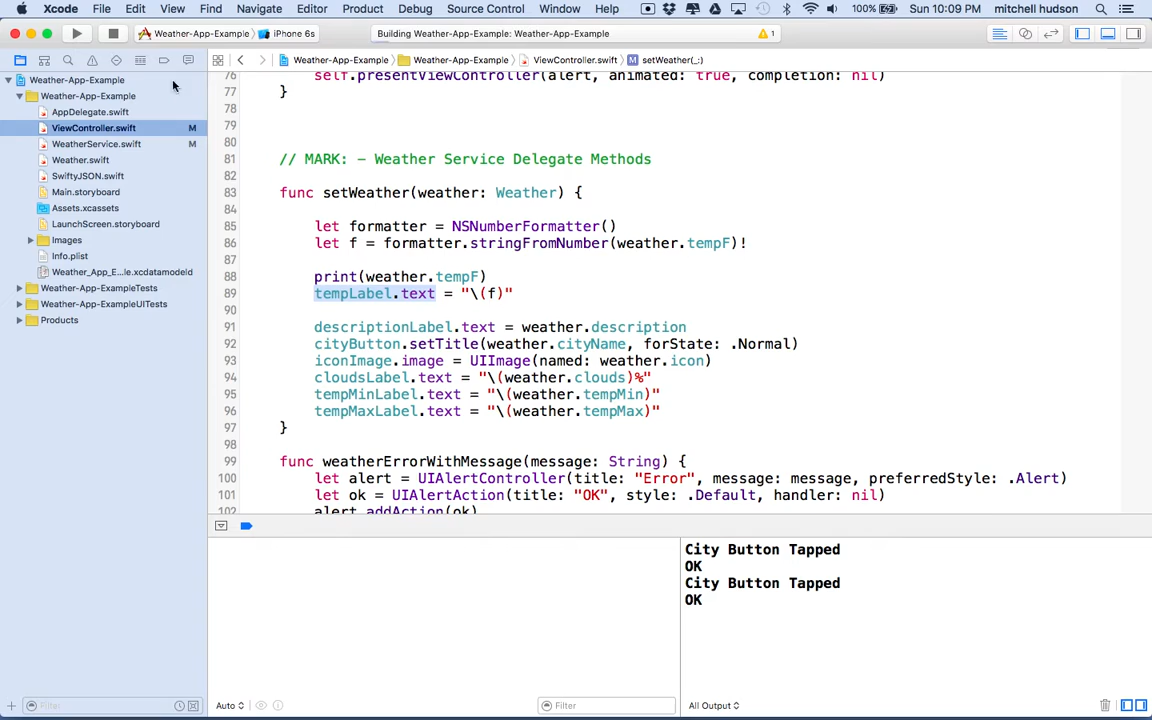 Xcode File Edit View Find Navigate Editor Product Debug Source Control Window Help 100% Sun 10:09 PM mitchell hudson
Weather-App-Example iPhone 6s Building Weather-App-Example: Weather-App-Example 1
Weather-App-Example Weather-App-Example ViewController.swift M setWeather(_:)
Weather-App-Example
Weather-App-Example
AppDelegate.swift
ViewController.swift M
WeatherService.swift M
Weather.swift
SwiftyJSON.swift
Main.storyboard
Assets.xcassets
LaunchScreen.storyboard
Images
Info.plist
Weather_App_E...le.xcdatamodeld
Weather-App-ExampleTests
Weather-App-ExampleUITests
Products
76 self.presentViewController(alert, animated: true, completion: nil)
77 }
78
79
80
81 // MARK: - Weather Service Delegate Methods
82
83 func setWeather(weather: Weather) {
84
85 let formatter = NSNumberFormatter()
86 let f = formatter.stringFromNumber(weather.tempF)!
87
88 print(weather.tempF)
89 tempLabel.text = "\(f)"
90
91 descriptionLabel.text = weather.description
92 cityButton.setTitle(weather.cityName, forState: .Normal)
93 iconImage.image = UIImage(named: weather.icon)
94 cloudsLabel.text = "\(weather.clouds)%"
95 tempMinLabel.text = "\(weather.tempMin)"
96 tempMaxLabel.text = "\(weather.tempMax)"
97 }
98
99 func weatherErrorWithMessage(message: String) {
100 let alert = UIAlertController(title: "Error", message: message, preferredStyle: .Alert)
101 let ok = UIAlertAction(title: "OK", style: .Default, handler: nil)
102 alert.addAction(ok)
City Button Tapped
OK
City Button Tapped
OK
Filter
Auto
Filter
All Output